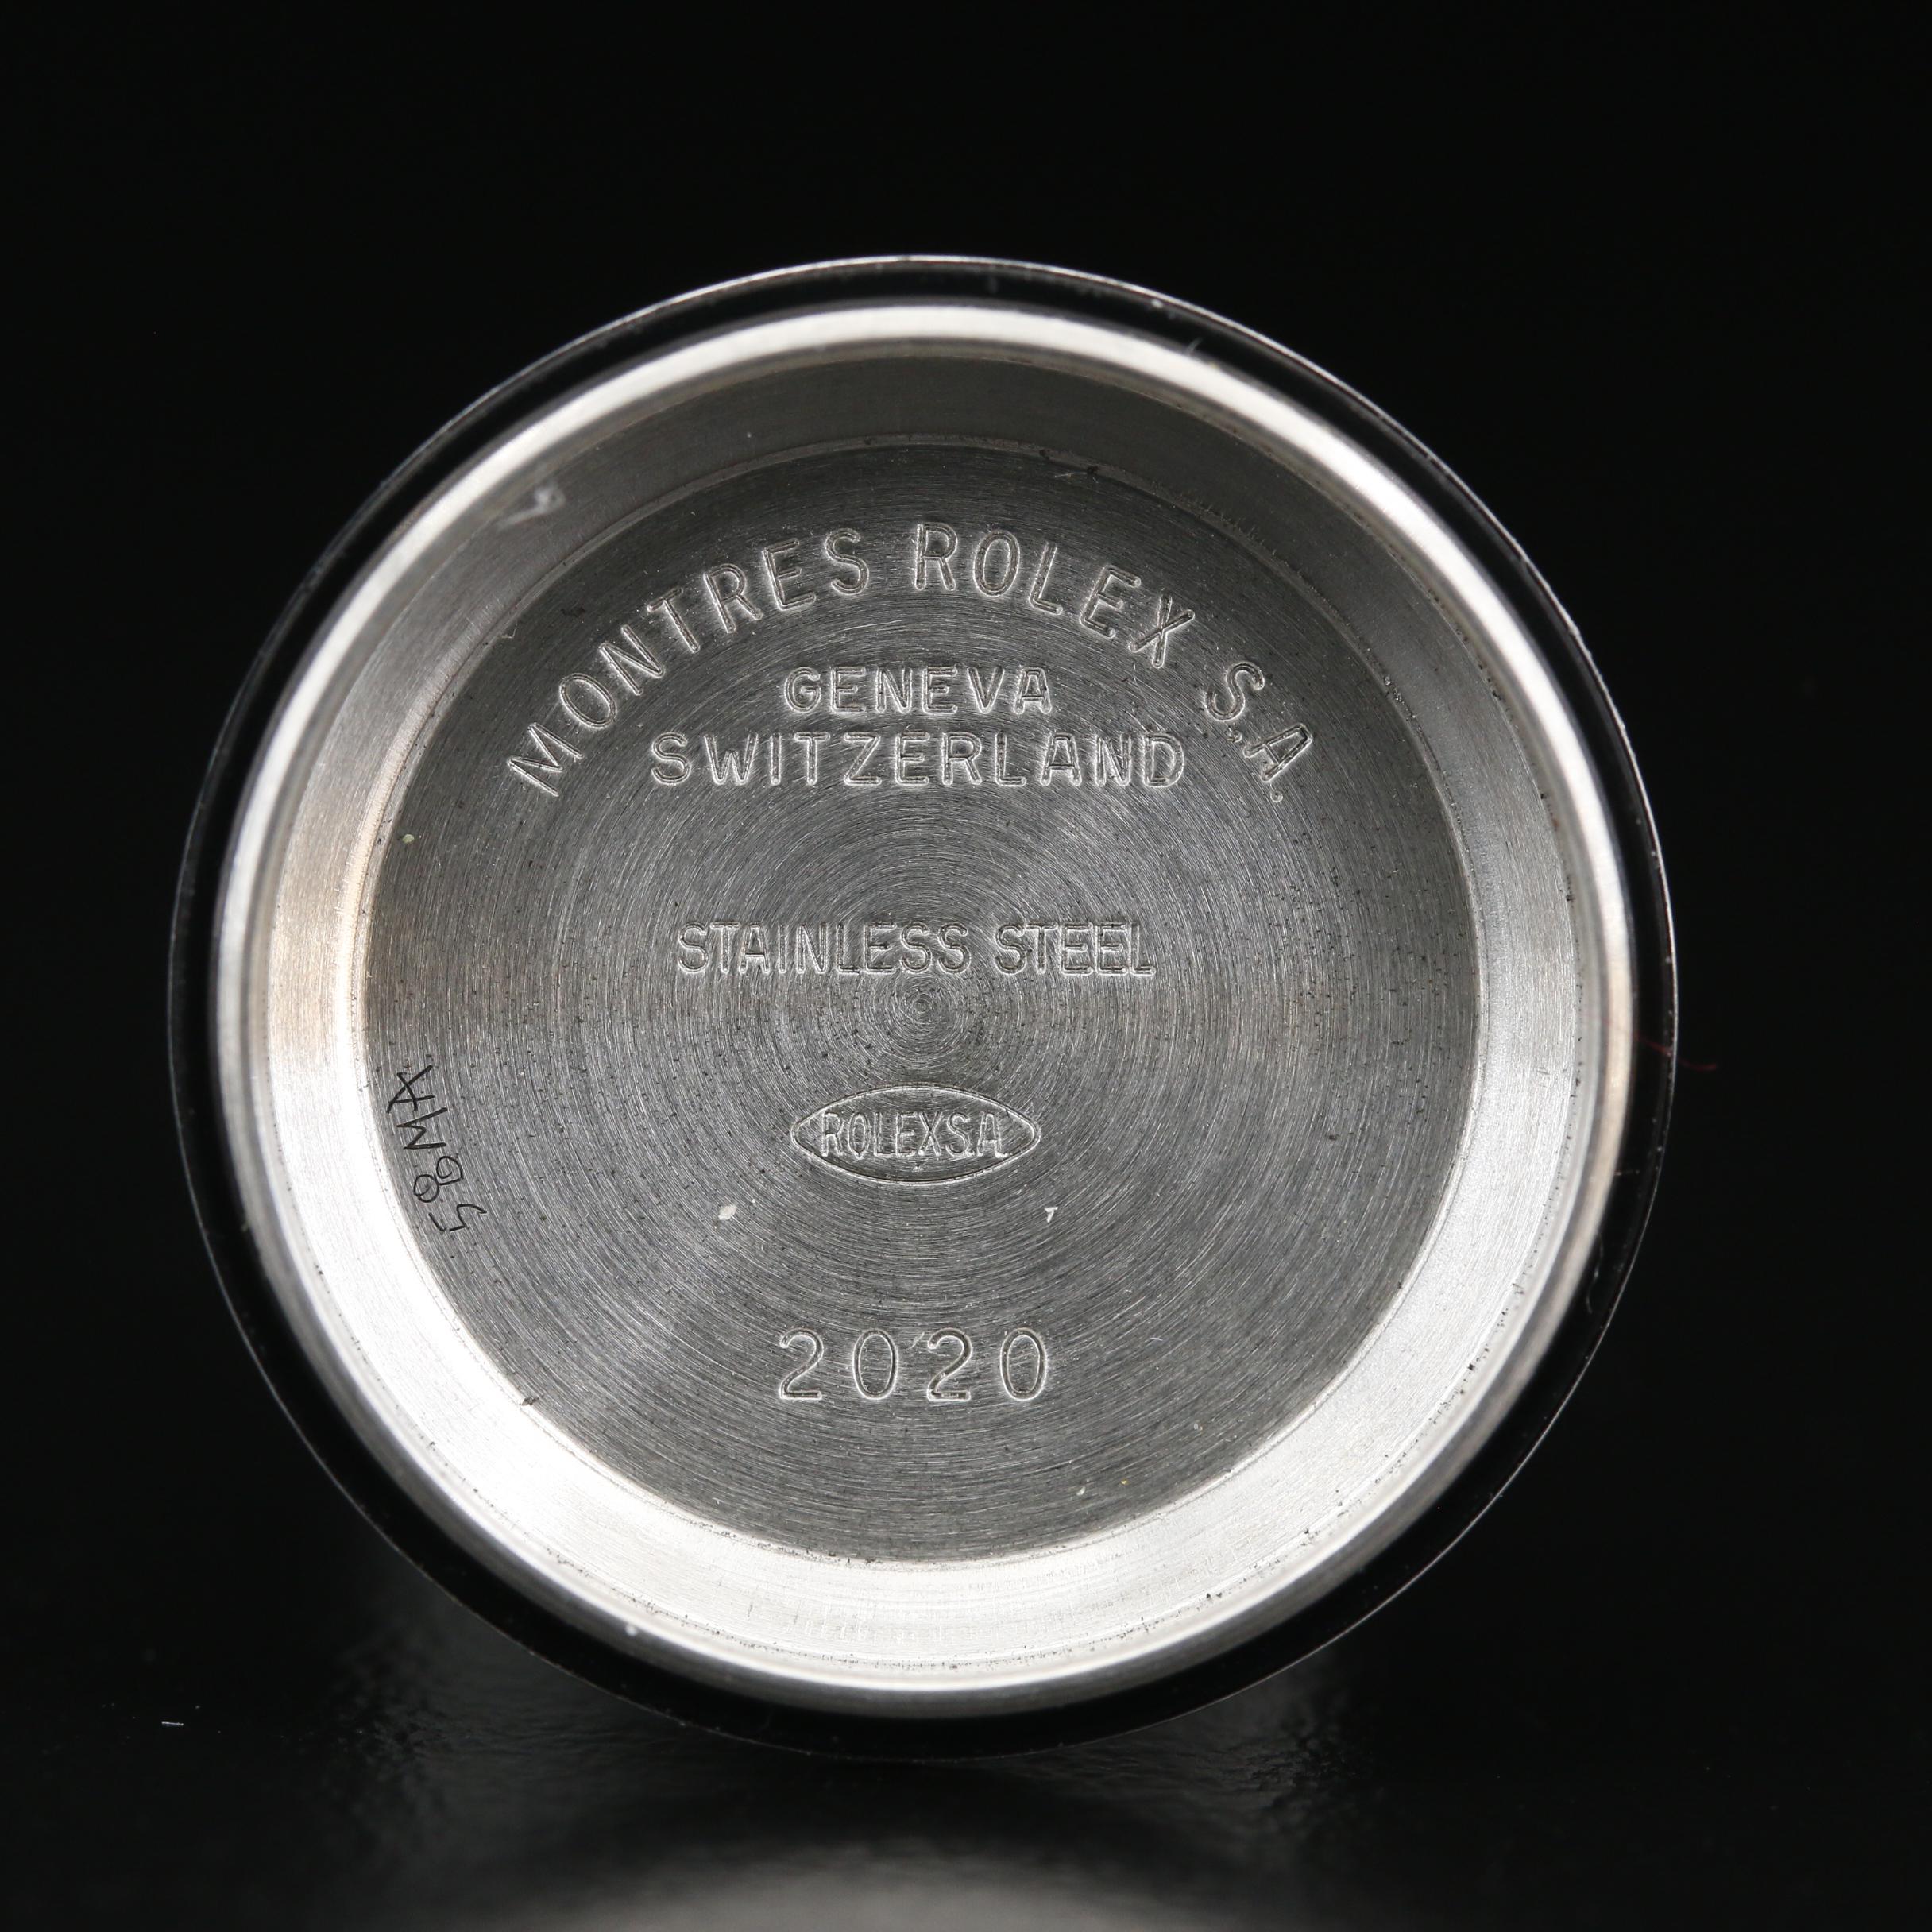 MONTRES ROLEX S.A.
GENEVA
SWITZERLAND
STAINLESS STEEL
ROLEXSA
2020